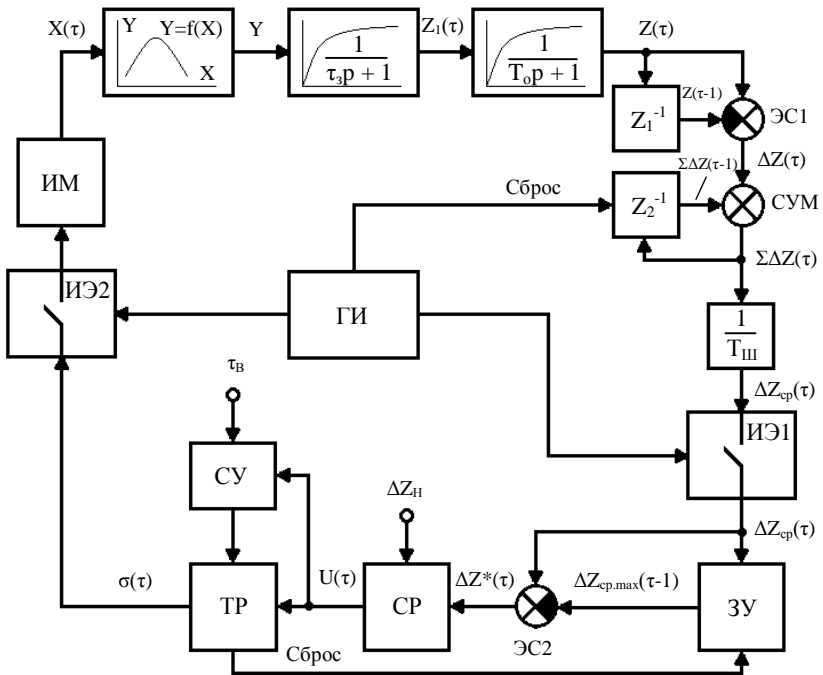 X(τ)
Y Y=f(X)
X
Y
1
τзp + 1
Z₁(τ)
1
Tоp + 1
Z(τ)
Z₁⁻¹
Z(τ-1)
ЭС1
ΔZ(τ)
ИМ
Сброс
Z₂⁻¹
ΣΔZ(τ-1)
СУМ
ΣΔZ(τ)
ИЭ2
ГИ
1
TШ
ΔZср(τ)
τВ
ИЭ1
СУ
ΔZН
ΔZср(τ)
σ(τ)
ТР
U(τ)
СР
ΔZ*(τ)
ЭС2
ΔZср.max(τ-1)
ЗУ
Сброс